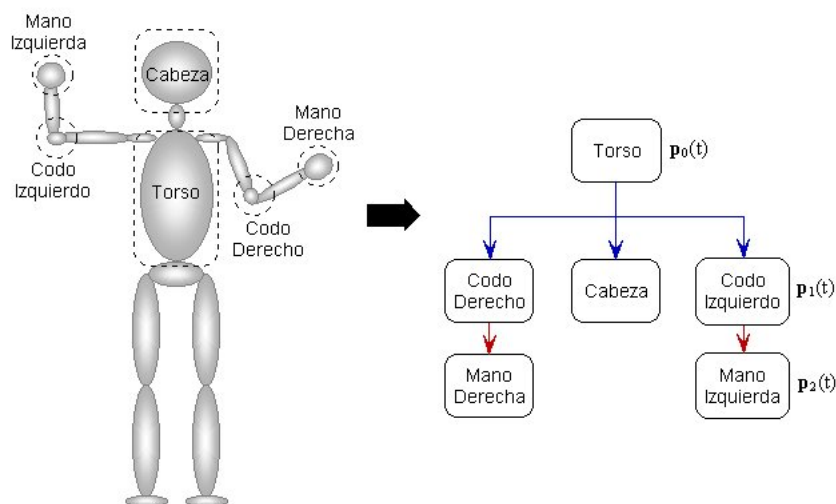 Mano
Izquierda
Cabeza
Mano
Derecha
Codo
Izquierdo
Torso
Codo
Derecho
Torso
p₀(t)
Codo
Derecho
Cabeza
Codo
Izquierdo
p₁(t)
Mano
Derecha
Mano
Izquierda
p₂(t)